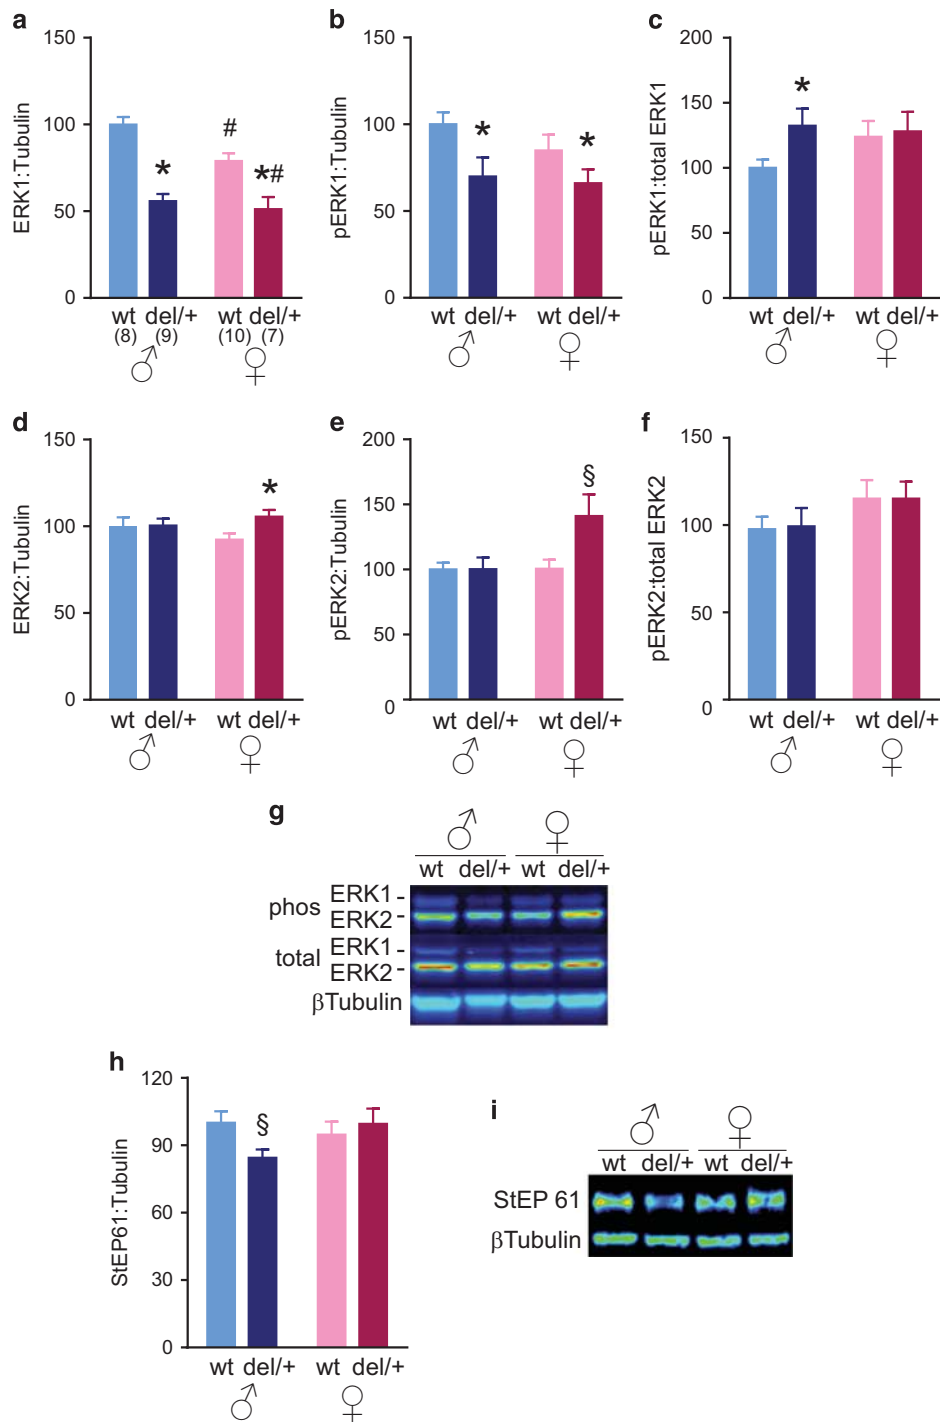 a
ERK1:Tubulin
150
100
50
0
#
*
*#
wt del/+ wt del/+
(8) (9) (10) (7)
♂ ♀
b
pERK1:Tubulin
150
100
50
0
* *
wt del/+ wt del/+
♂ ♀
c
pERK1:total ERK1
200
150
100
50
0
*
wt del/+ wt del/+
♂ ♀
d
ERK2:Tubulin
150
100
50
0
*
wt del/+ wt del/+
♂ ♀
e
pERK2:Tubulin
200
150
100
50
0
§
wt del/+ wt del/+
♂ ♀
f
pERK2:total ERK2
150
100
50
0
wt del/+ wt del/+
♂ ♀
g
♂ ♀
wt del/+ wt del/+
phos
ERK1
ERK2
total
ERK1
ERK2
βTubulin
h
StEP61:Tubulin
120
90
60
30
0
§
wt del/+ wt del/+
♂ ♀
i
♂ ♀
wt del/+ wt del/+
StEP 61
βTubulin